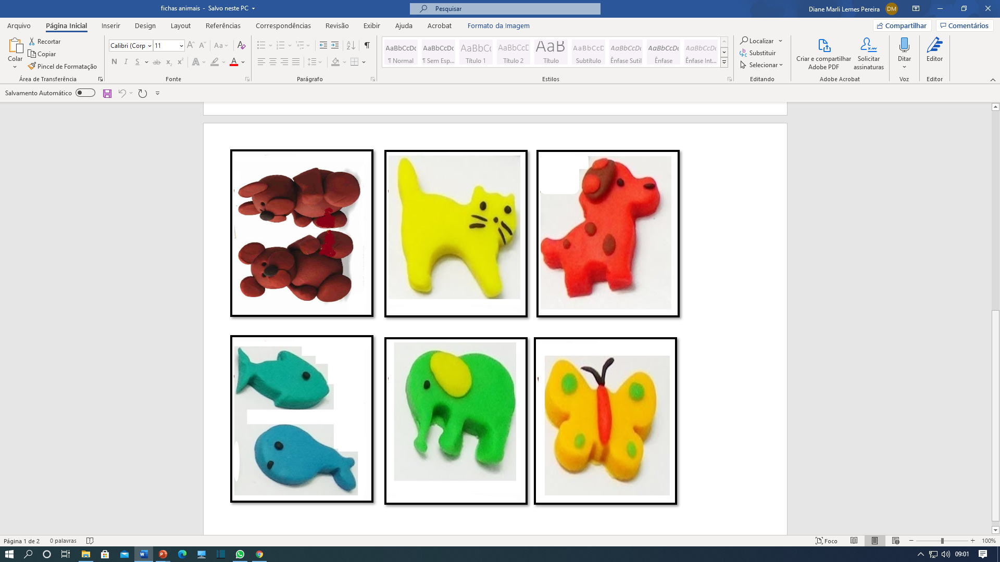 fichas animais - Salvo neste PC
Pesquisar
Diane Marli Lemes Pereira
DM
Arquivo
Página Inicial
Inserir
Design
Layout
Referências
Correspondências
Revisão
Exibir
Ajuda
Acrobat
Formato da Imagem
Compartilhar
Comentários
Colar
Recortar
Copiar
Pincel de Formatação
Área de Transferência
Calibri (Corp
11
Aa
N I S ab x₂ x²
A A
Fonte
Parágrafo
AaBbCcDc
¶ Normal
AaBbCcDc
¶ Sem Esp...
AaBbCc
Título 1
AaBbCcD
Título 2
AaB
Título
AaBbCcD
Subtítulo
AaBbCcDc
Ênfase Sutil
AaBbCcDc
Ênfase
AaBbCcDc
Ênfase Int...
Estilos
Localizar
Substituir
Selecionar
Editando
Criar e compartilhar
Adobe PDF
Solicitar
assinaturas
Adobe Acrobat
Ditar
Voz
Editor
Editor
Salvamento Automático
Página 1 de 2
0 palavras
Foco
100%
09:01